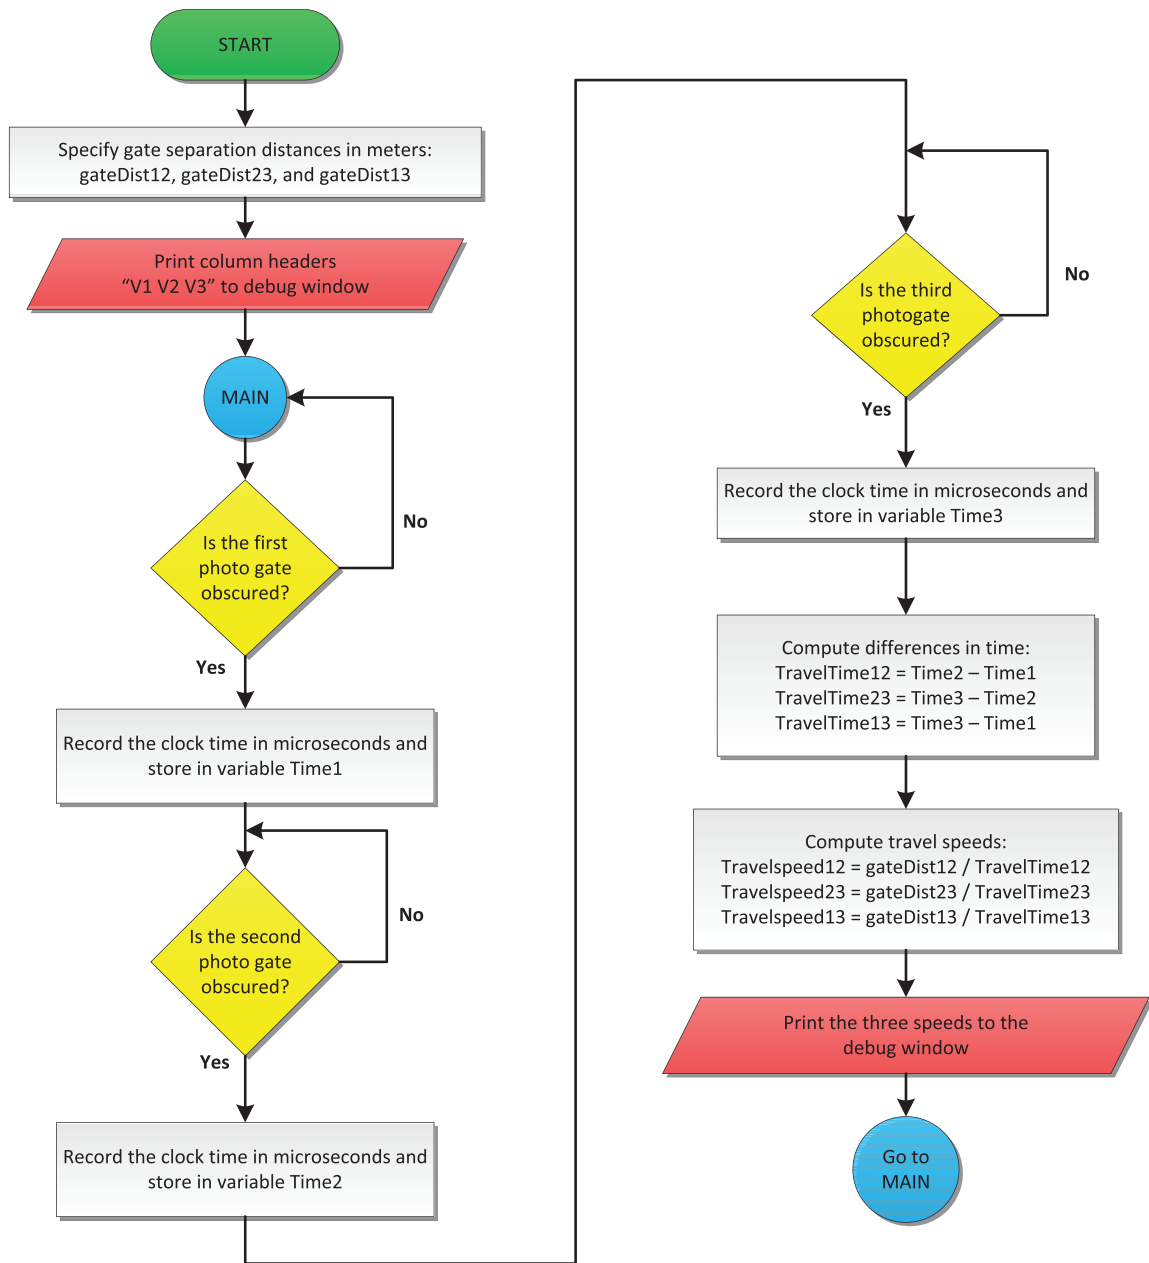 START
Specify gate separation distances in meters:
gateDist12, gateDist23, and gateDist13
Print column headers
“V1 V2 V3” to debug window
MAIN
No
Is the first
photo gate
obscured?
Yes
Record the clock time in microseconds and
store in variable Time1
No
Is the second
photo gate
obscured?
Yes
Record the clock time in microseconds and
store in variable Time2
No
Is the third
photogate
obscured?
Yes
Record the clock time in microseconds and
store in variable Time3
Compute differences in time:
TravelTime12 = Time2 – Time1
TravelTime23 = Time3 – Time2
TravelTime13 = Time3 – Time1
Compute travel speeds:
Travelspeed12 = gateDist12 / TravelTime12
Travelspeed23 = gateDist23 / TravelTime23
Travelspeed13 = gateDist13 / TravelTime13
Print the three speeds to the
debug window
Go to
MAIN